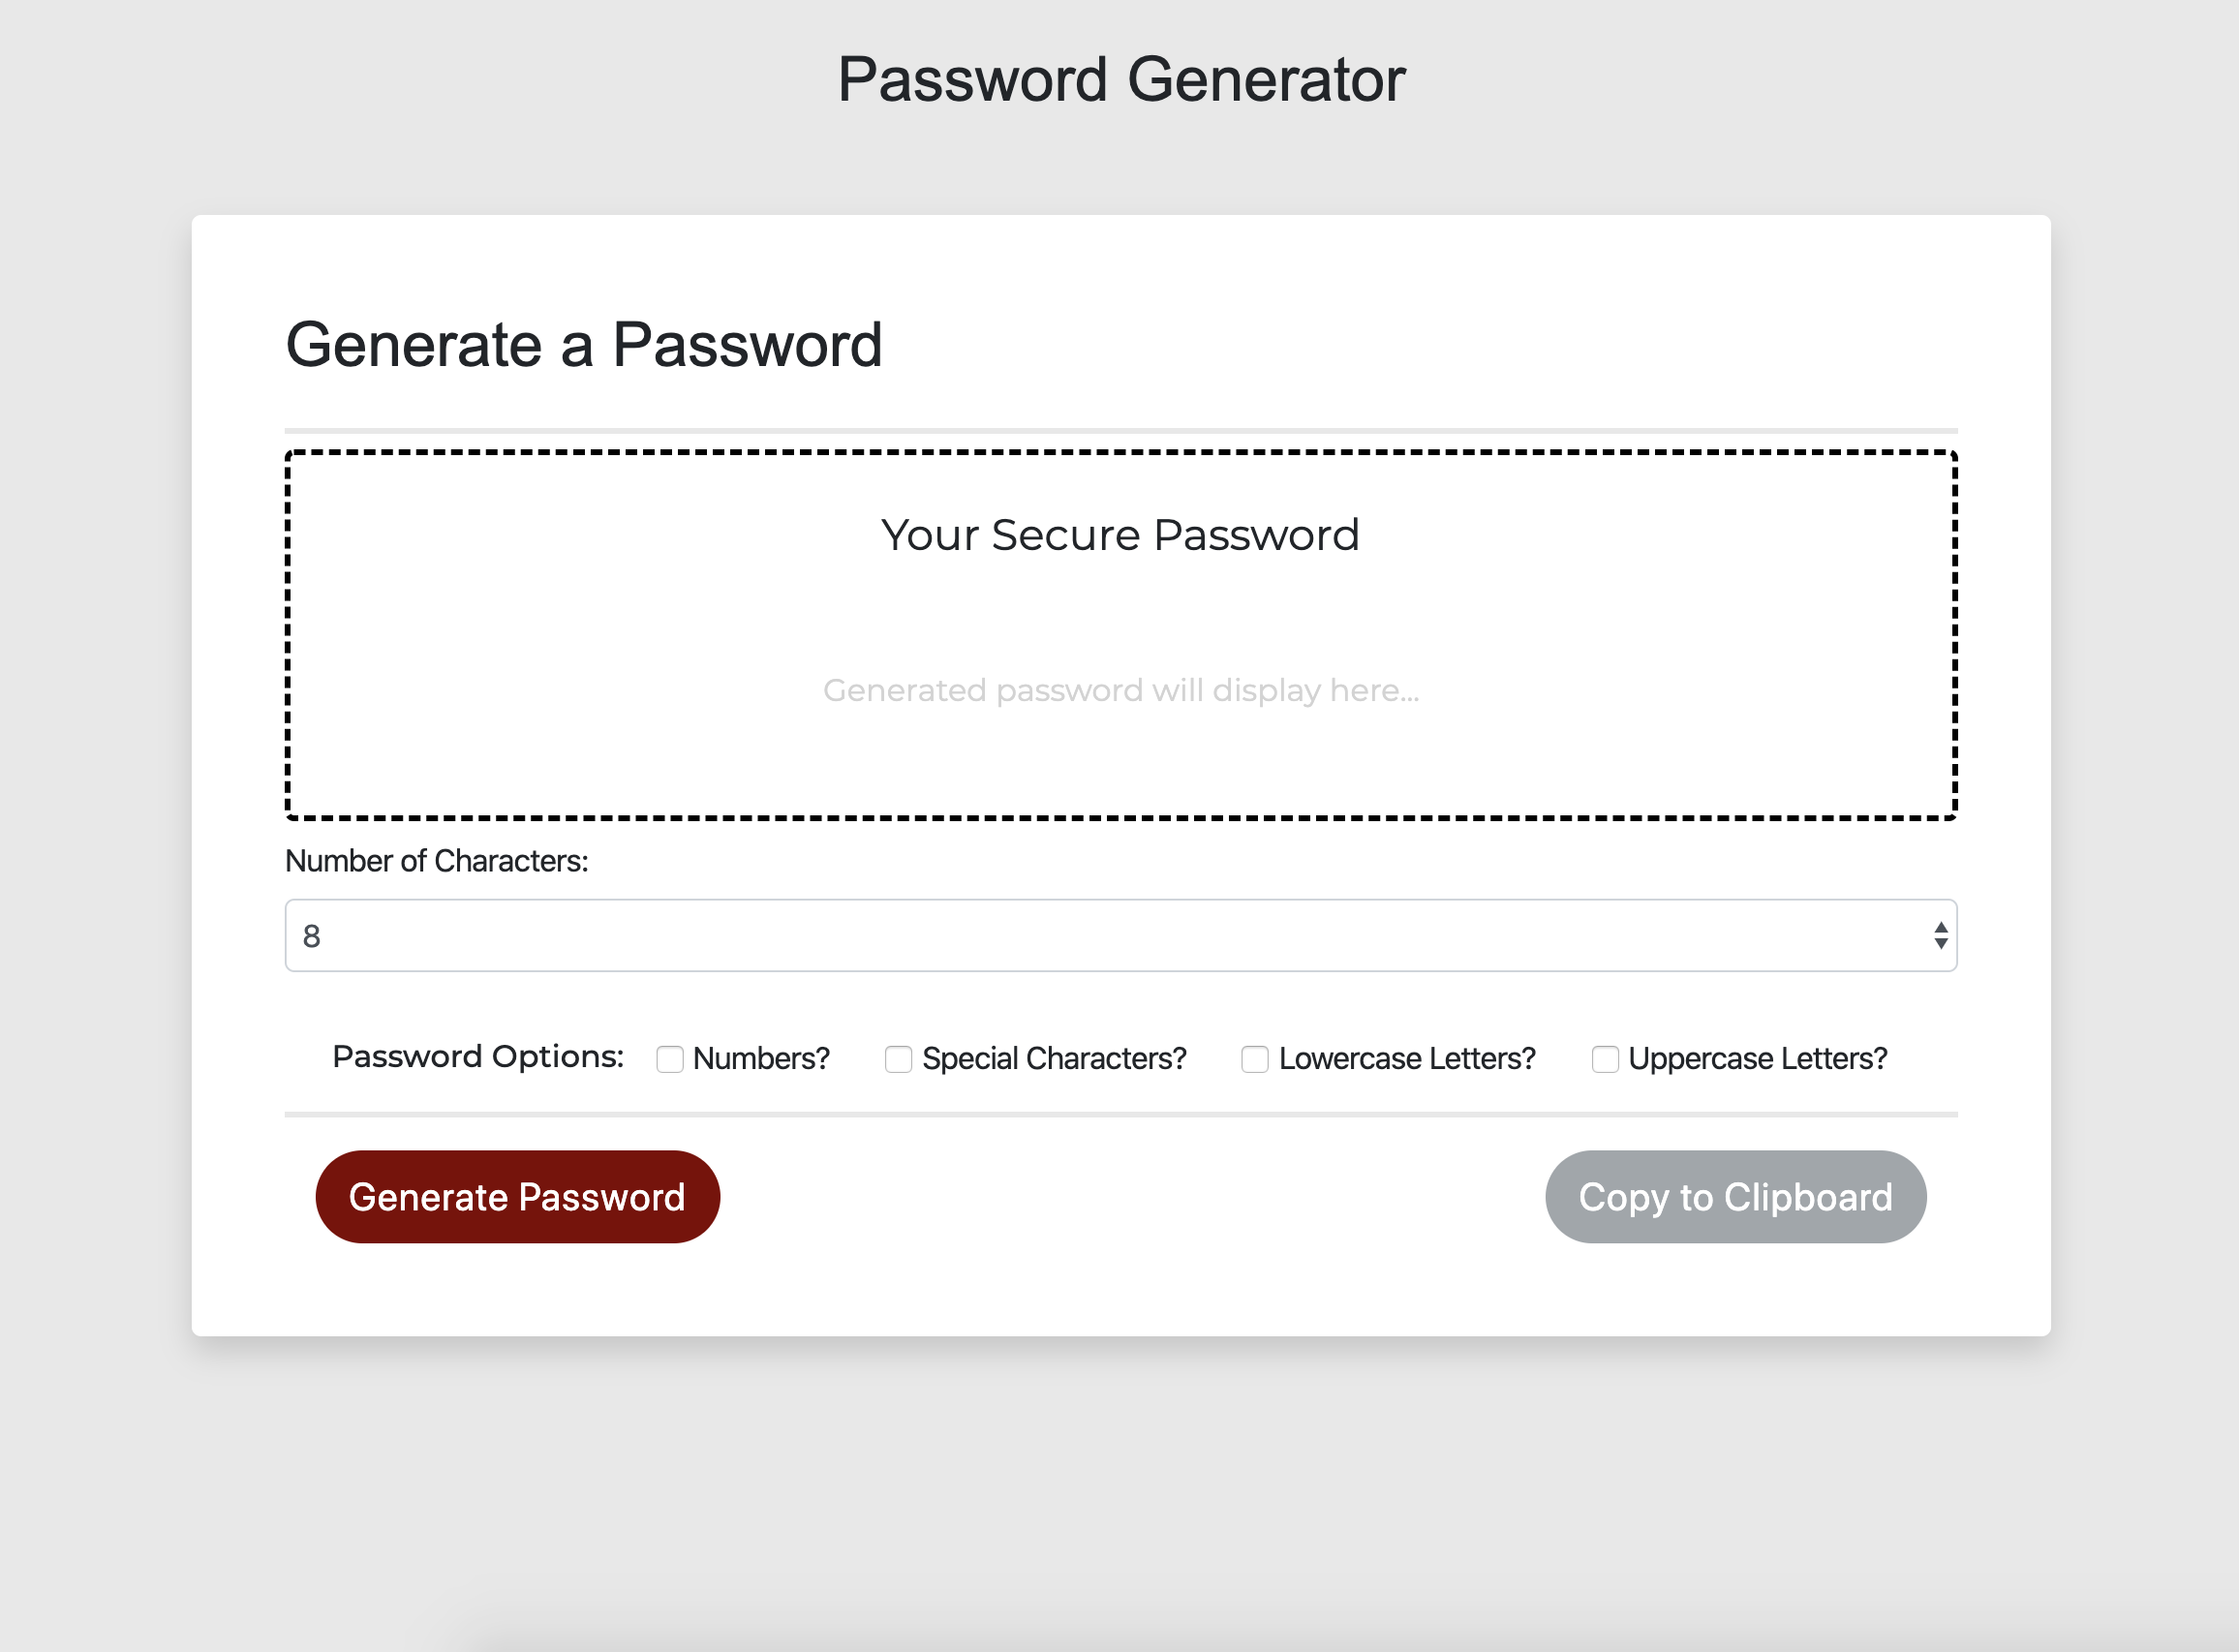 Password Generator
Generate a Password
Your Secure Password
Generated password will display here...
Number of Characters:
8
Password Options: Numbers? Special Characters? Lowercase Letters? Uppercase Letters?
Generate Password Copy to Clipboard